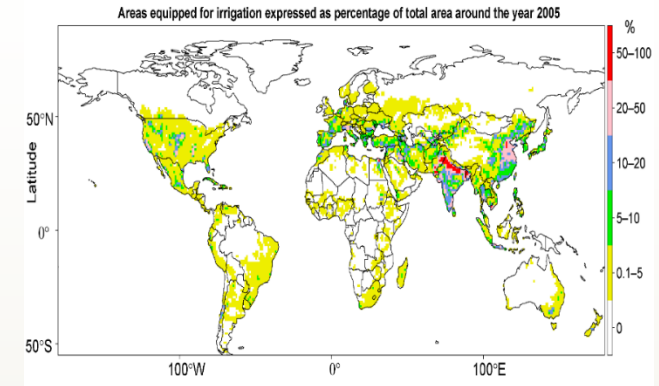 Areas equipped for irrigation expressed as percentage of total area around the year 2005
%
50–100
20–50
10–20
5–10
0.1–5
0
Latitude
50°N
0°
50°S
100°W
0°
100°E